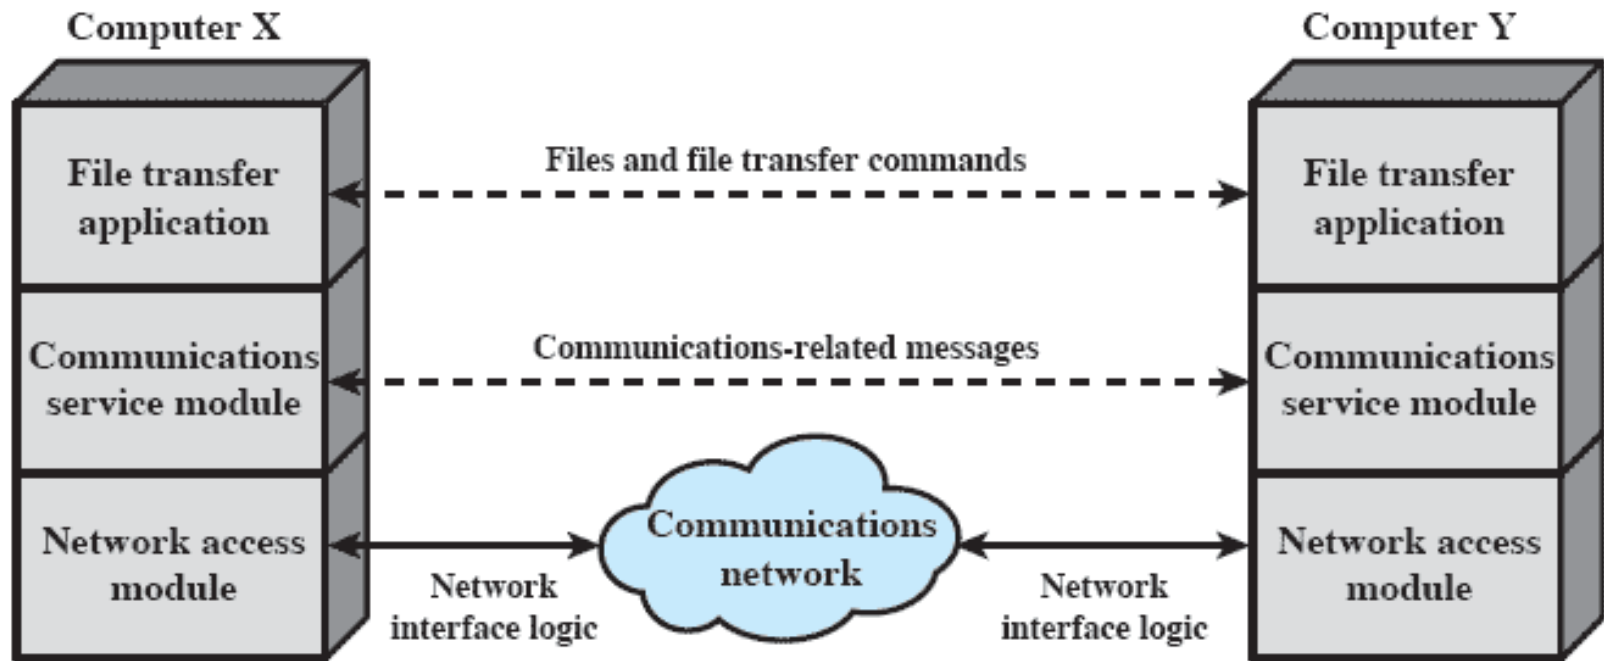 Computer X
Computer Y
File transfer
application
Files and file transfer commands
File transfer
application
Communications
service module
Communications-related messages
Communications
service module
Network access
module
Network
interface logic
Communications
network
Network
interface logic
Network access
module